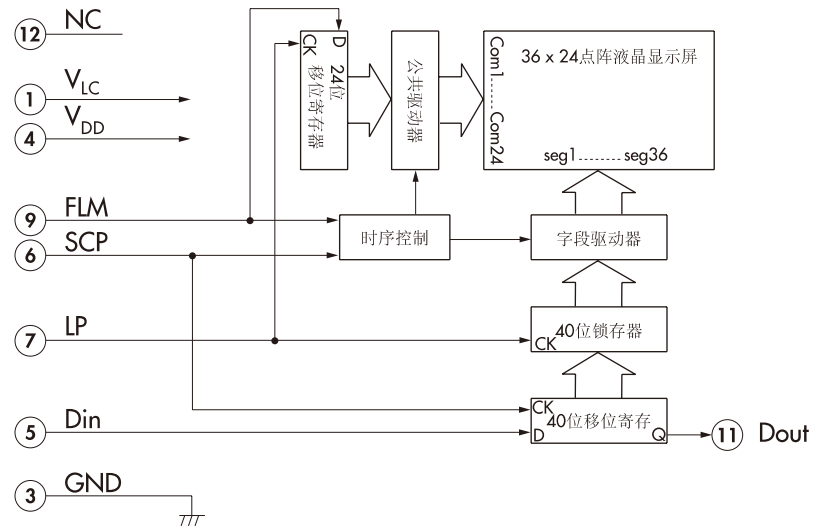 12 NC
1 VLC
4 VDD
9 FLM
6 SCP
7 LP
5 Din
3 GND
D
CK
24位
移位寄存器
公共驱动器
Com1......Com24
36 x 24点阵液晶显示屏
seg1........seg36
时序控制
字段驱动器
40位锁存器
CK
CK
40位移位寄存
D
Q
11 Dout